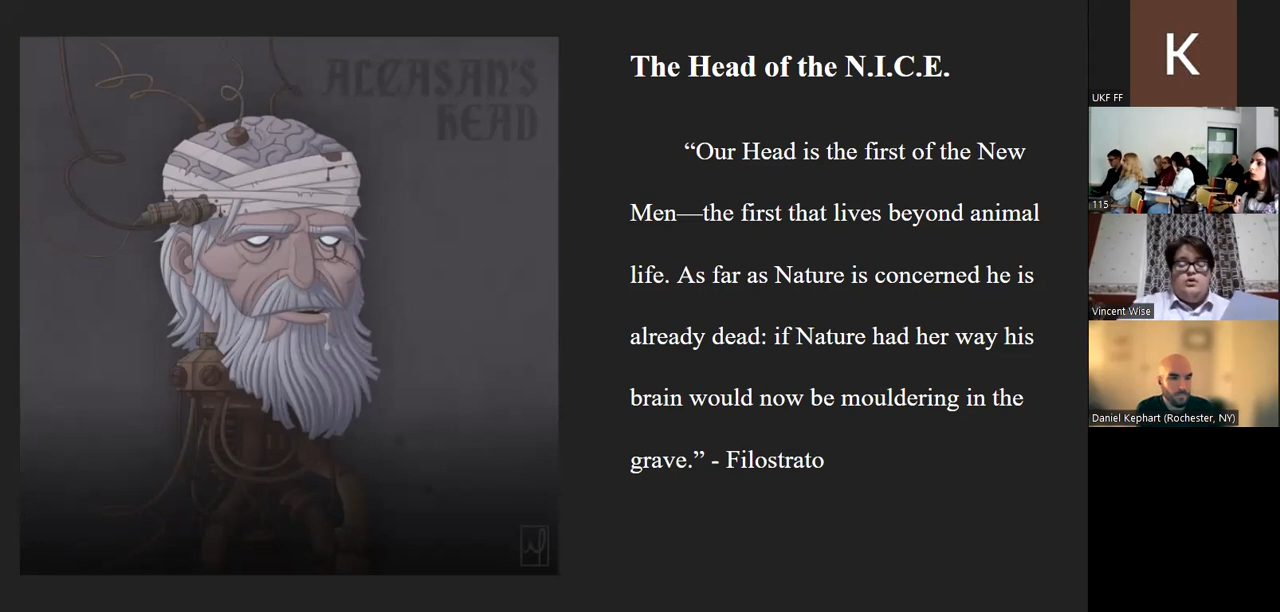 ALCASAN'S
HEAD
The Head of the N.I.C.E.
“Our Head is the first of the New
Men—the first that lives beyond animal
life. As far as Nature is concerned he is
already dead: if Nature had her way his
brain would now be mouldering in the
grave.” - Filostrato
K
UKF FF
115
Vincent Wise
Daniel Kephart (Rochester, NY)